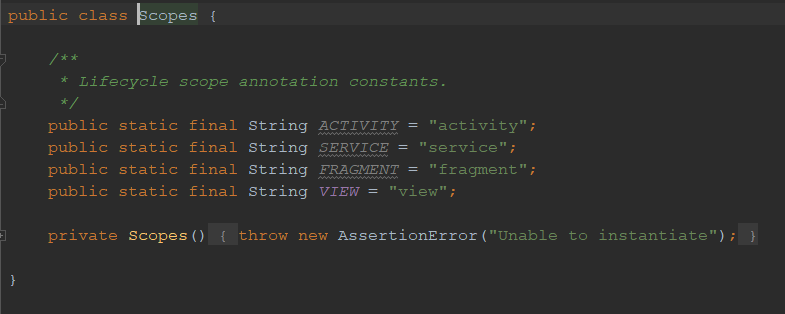 public class Scopes {
/**
* Lifecycle scope annotation constants.
*/
public static final String ACTIVITY = "activity";
public static final String SERVICE = "service";
public static final String FRAGMENT = "fragment";
public static final String VIEW = "view";
private Scopes() { throw new AssertionError("Unable to instantiate"); }
}